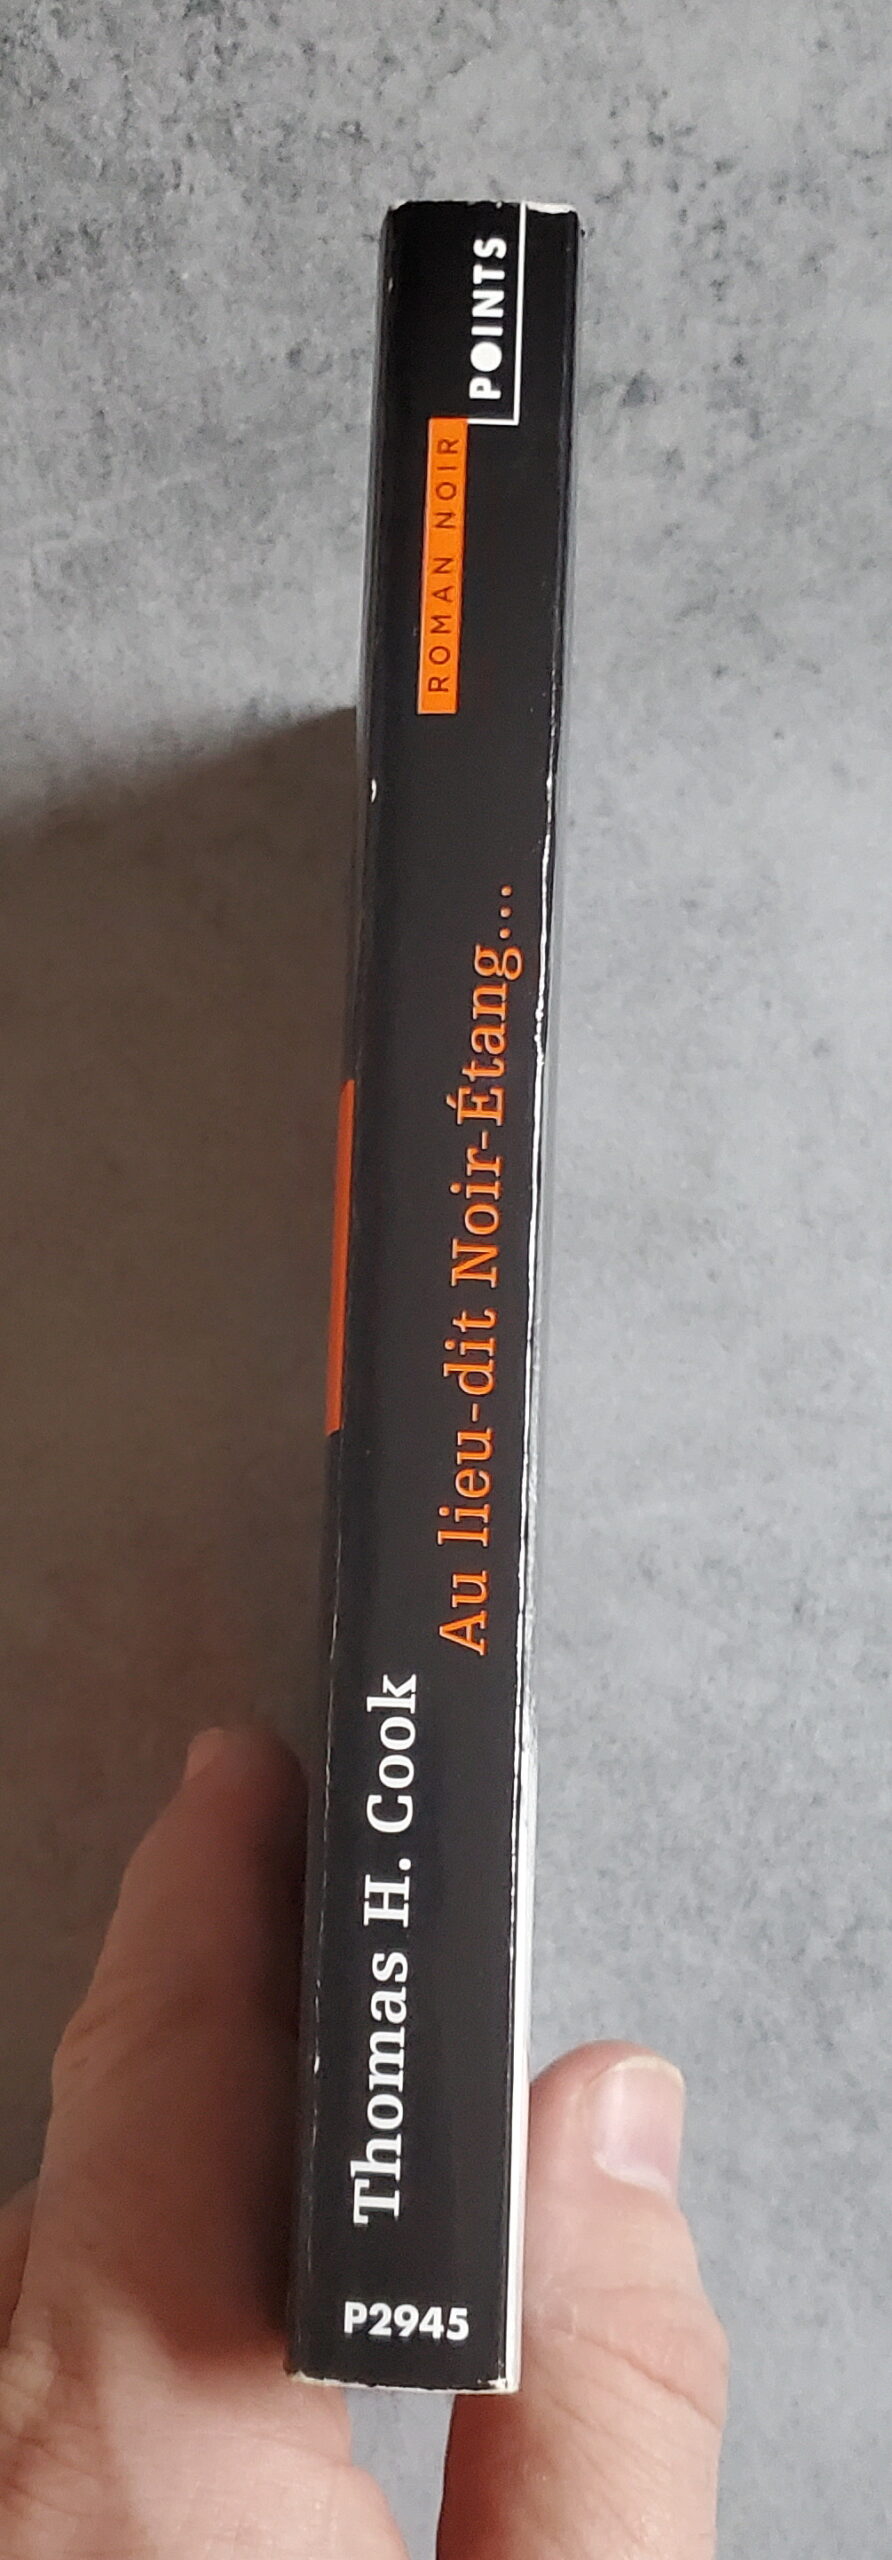 POINTS
ROMAN NOIR
Au lieu-dit Noir-Étang...
Thomas H. Cook
P2945